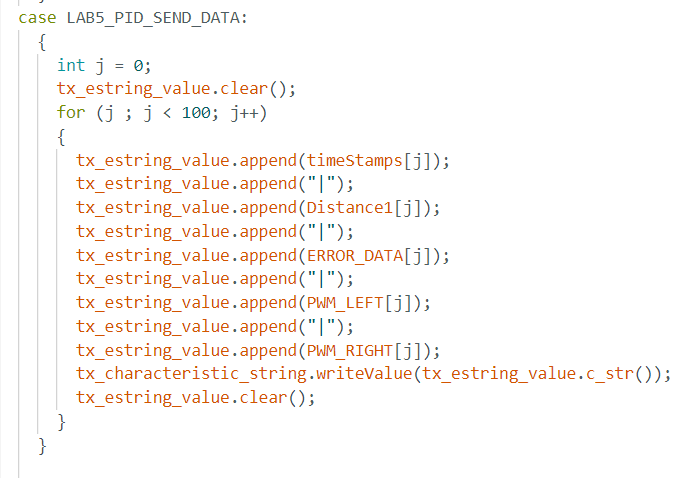 case LAB5_PID_SEND_DATA:
{
int j = 0;
tx_estring_value.clear();
for (j ; j < 100; j++)
{
tx_estring_value.append(timeStamps[j]);
tx_estring_value.append("|");
tx_estring_value.append(Distance1[j]);
tx_estring_value.append("|");
tx_estring_value.append(ERROR_DATA[j]);
tx_estring_value.append("|");
tx_estring_value.append(PWM_LEFT[j]);
tx_estring_value.append("|");
tx_estring_value.append(PWM_RIGHT[j]);
tx_characteristic_string.writeValue(tx_estring_value.c_str());
tx_estring_value.clear();
}
}